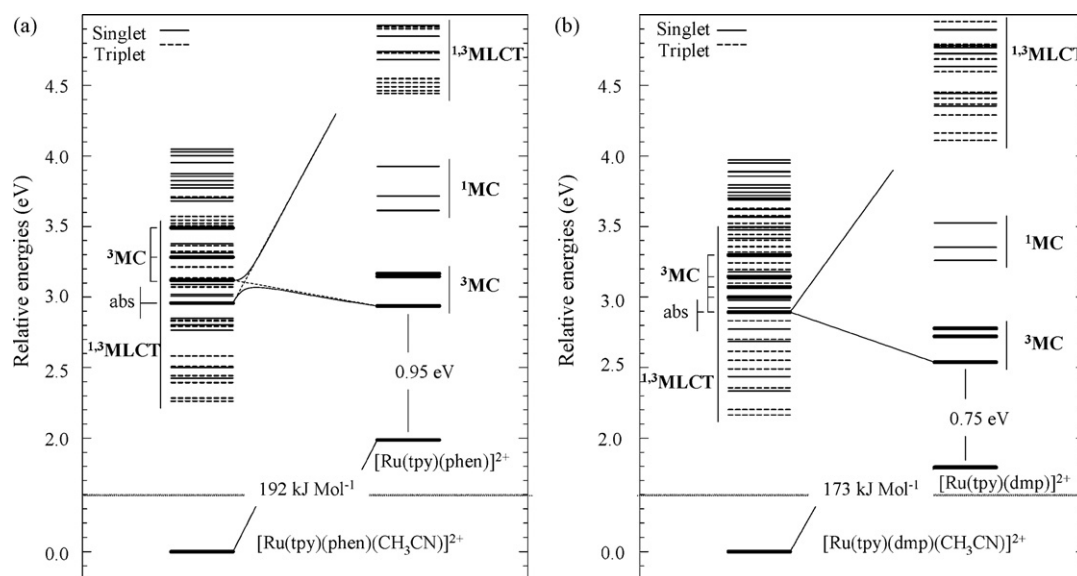 (a)
Singlet
Triplet
Relative energies (eV)
4.5
4.0
3.5
3.0
2.5
2.0
0.0
³MC
abs
¹,³MLCT
¹,³MLCT
¹MC
³MC
0.95 eV
[Ru(tpy)(phen)]²⁺
192 kJ Mol⁻¹
[Ru(tpy)(phen)(CH₃CN)]²⁺
(b)
Singlet
Triplet
Relative energies (eV)
4.5
4.0
3.5
3.0
2.5
2.0
0.0
³MC
abs
¹,³MLCT
¹,³MLCT
¹MC
³MC
0.75 eV
[Ru(tpy)(dmp)]²⁺
173 kJ Mol⁻¹
[Ru(tpy)(dmp)(CH₃CN)]²⁺